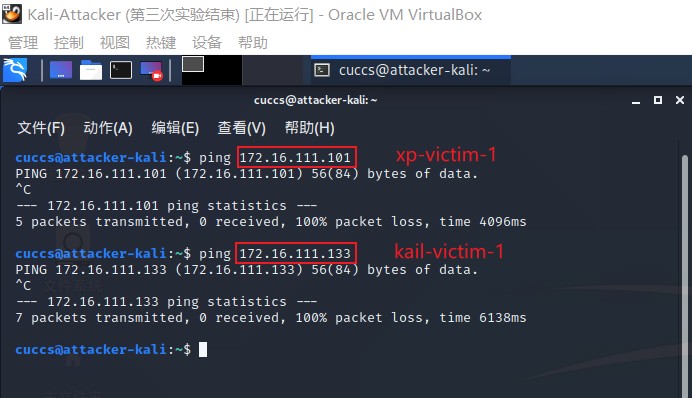 Kali-Attacker (第三次实验结束) [正在运行] - Oracle VM VirtualBox
管理 控制 视图 热键 设备 帮助
cuccs@attacker-kali: ~
cuccs@attacker-kali: ~
文件(F) 动作(A) 编辑(E) 查看(V) 帮助(H)
cuccs@attacker-kali:~$ ping 172.16.111.101 xp-victim-1
PING 172.16.111.101 (172.16.111.101) 56(84) bytes of data.
^C
--- 172.16.111.101 ping statistics ---
5 packets transmitted, 0 received, 100% packet loss, time 4096ms
cuccs@attacker-kali:~$ ping 172.16.111.133 kail-victim-1
PING 172.16.111.133 (172.16.111.133) 56(84) bytes of data.
^C
--- 172.16.111.133 ping statistics ---
7 packets transmitted, 0 received, 100% packet loss, time 6138ms
cuccs@attacker-kali:~$
文件系统